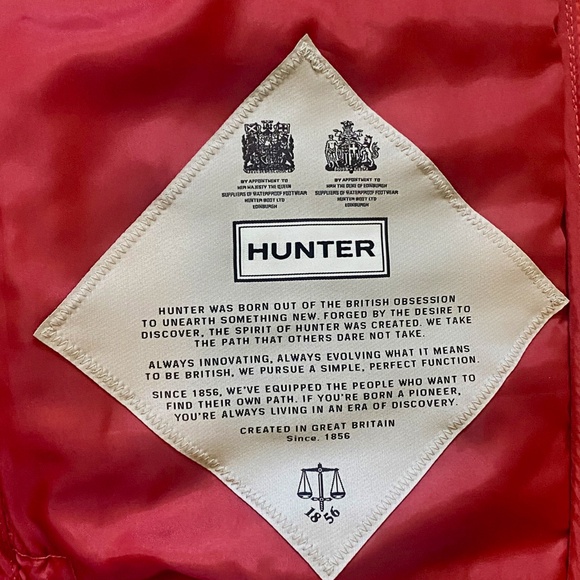 BY APPOINTMENT TO
HER MAJESTY THE QUEEN
SUPPLIERS OF WATERPROOF FOOTWEAR
HUNTER BOOT LTD
EDINBURGH
BY APPOINTMENT TO
HRH THE DUKE OF EDINBURGH
SUPPLIERS OF WATERPROOF FOOTWEAR
HUNTER BOOT LTD
EDINBURGH
HUNTER
HUNTER WAS BORN OUT OF THE BRITISH OBSESSION
TO UNEARTH SOMETHING NEW. FORGED BY THE DESIRE TO
DISCOVER, THE SPIRIT OF HUNTER WAS CREATED. WE TAKE
THE PATH THAT OTHERS DARE NOT TAKE.
ALWAYS INNOVATING, ALWAYS EVOLVING WHAT IT MEANS
TO BE BRITISH, WE PURSUE A SIMPLE, PERFECT FUNCTION.
SINCE 1856, WE'VE EQUIPPED THE PEOPLE WHO WANT TO
FIND THEIR OWN PATH. IF YOU'RE BORN A PIONEER,
YOU'RE ALWAYS LIVING IN AN ERA OF DISCOVERY.
CREATED IN GREAT BRITAIN
Since. 1856
1856